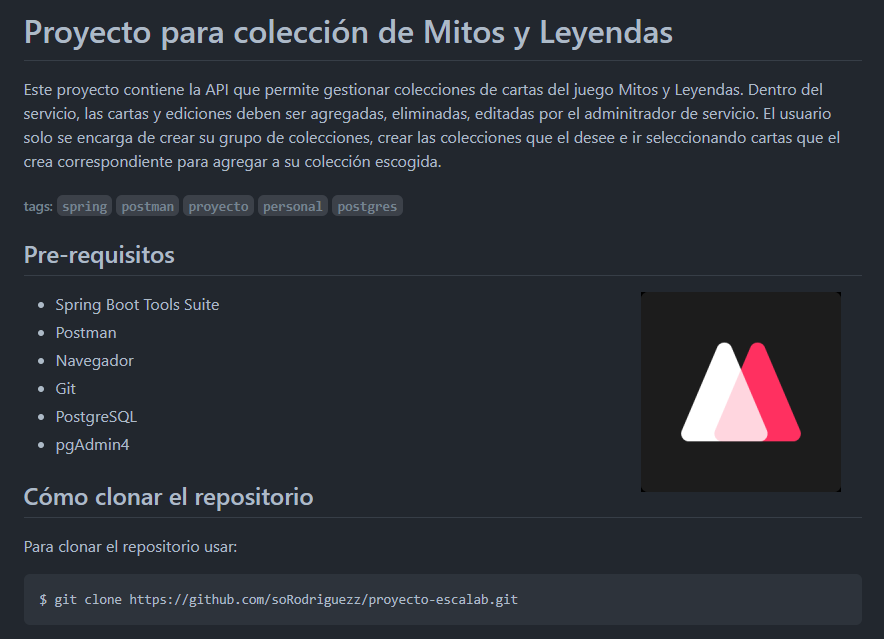 Proyecto para colección de Mitos y Leyendas
Este proyecto contiene la API que permite gestionar colecciones de cartas del juego Mitos y Leyendas. Dentro del
servicio, las cartas y ediciones deben ser agregadas, eliminadas, editadas por el adminitrador de servicio. El usuario
solo se encarga de crear su grupo de colecciones, crear las colecciones que el desee e ir seleccionando cartas que el
crea correspondiente para agregar a su colección escogida.
tags: spring postman proyecto personal postgres
Pre-requisitos
• Spring Boot Tools Suite
• Postman
• Navegador
• Git
• PostgreSQL
• pgAdmin4
Cómo clonar el repositorio
Para clonar el repositorio usar:
$ git clone https://github.com/soRodriguezz/proyecto-escalab.git